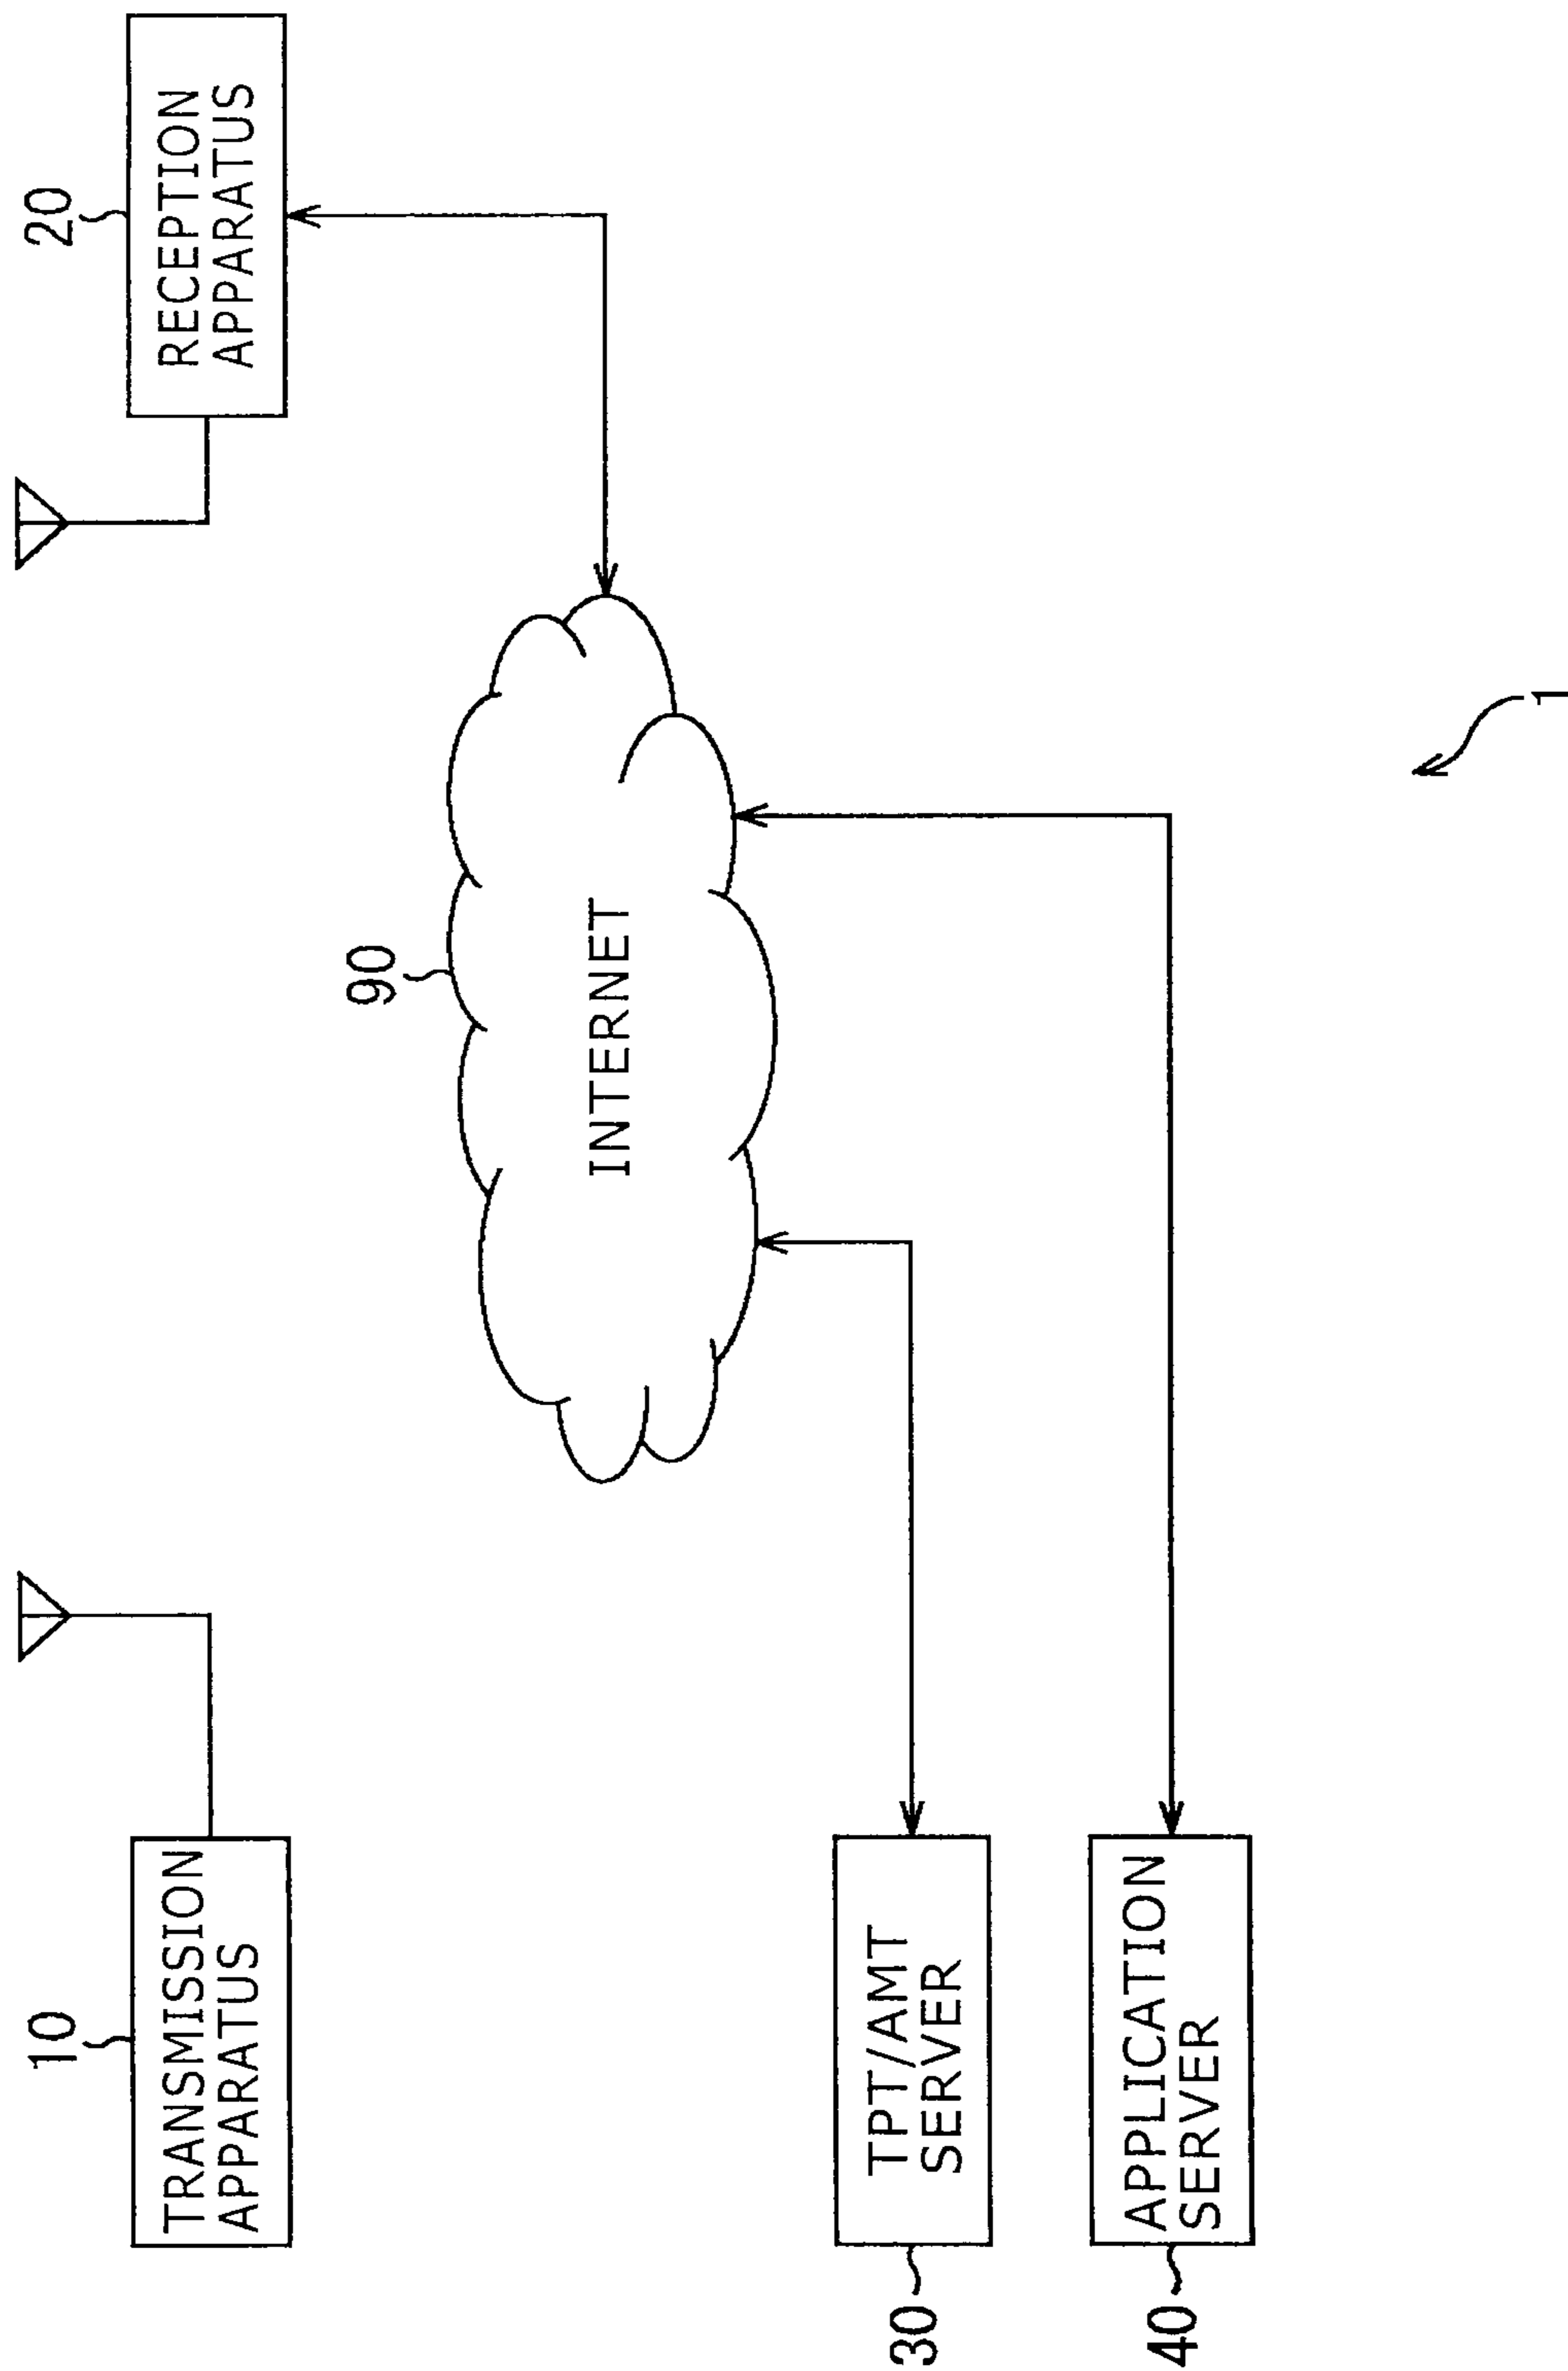 10
TRANSMISSION
APPARATUS
20
RECEPTION
APPARATUS
90
INTERNET
30
TPT/AMT
SERVER
40
APPLICATION
SERVER
1